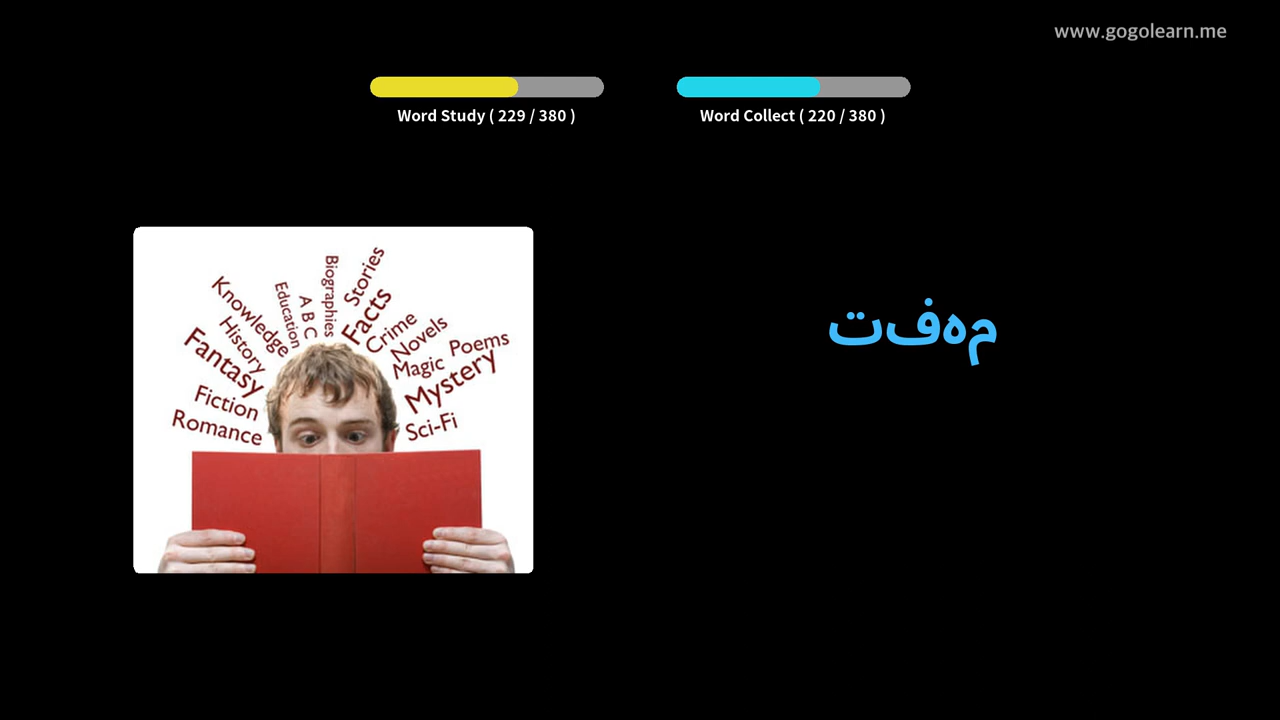 www.gogolearn.me
Word Study ( 229 / 380 )
Word Collect ( 220 / 380 )
Romance
Fiction
Fantasy
History
Knowledge
Education
A B C
Biographies
Stories
Facts
Crime
Novels
Magic
Poems
Mystery
Sci-Fi
مهفت